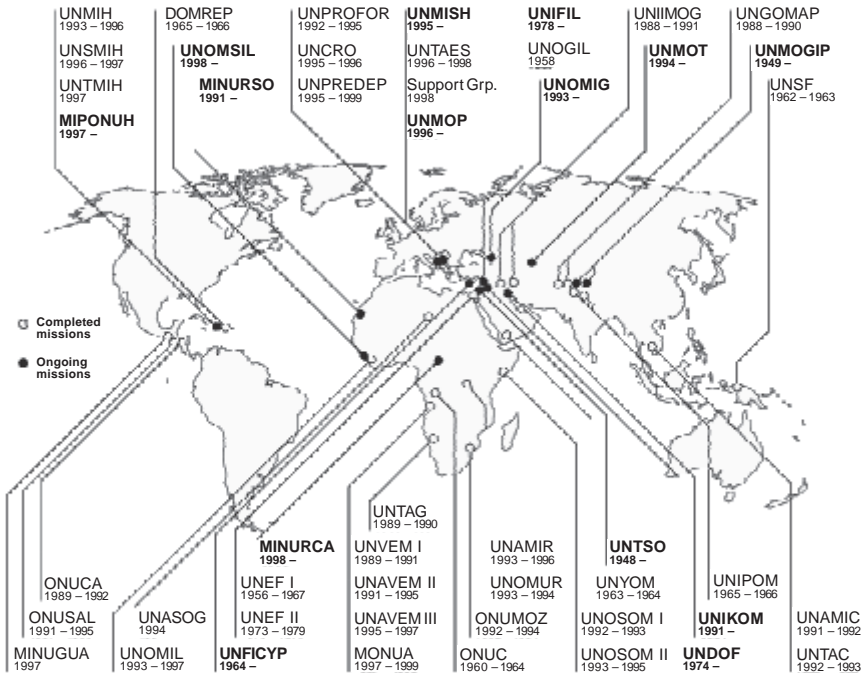 UNMIH
1993 – 1996
UNSMIH
1996 – 1997
UNTMIH
1997
MIPONUH
1997 –
DOMREP
1965 – 1966
UNOMSIL
1998 –
MINURSO
1991 –
UNPROFOR
1992 – 1995
UNCRO
1995 – 1996
UNPREDEP
1995 – 1999
UNMISH
1995 –
UNTAES
1996 – 1998
Support Grp.
1998
UNMOP
1996 –
UNIFIL
1978 –
UNOGIL
1958
UNOMIG
1993 –
UNIIMOG
1988 – 1991
UNMOT
1994 –
UNGOMAP
1988 – 1990
UNMOGIP
1949 –
UNSF
1962 – 1963
Completed
missions
Ongoing
missions
ONUCA
1989 – 1992
ONUSAL
1991 – 1995
MINUGUA
1997
UNASOG
1994
UNOMIL
1993 – 1997
MINURCA
1998 –
UNEF I
1956 – 1967
UNEF II
1973 – 1979
UNFICYP
1964 –
UNTAG
1989 – 1990
UNVEM I
1989 – 1991
UNAVEM II
1991 – 1995
UNAVEM III
1995 – 1997
MONUA
1997 – 1999
UNAMIR
1993 – 1996
UNOMUR
1993 – 1994
ONUMOZ
1992 – 1994
ONUC
1960 – 1964
UNTSO
1948 –
UNYOM
1963 – 1964
UNOSOM I
1992 – 1993
UNOSOM II
1993 – 1995
UNIPOM
1965 – 1966
UNIKOM
1991 –
UNDOF
1974 –
UNAMIC
1991 – 1992
UNTAC
1992 – 1993